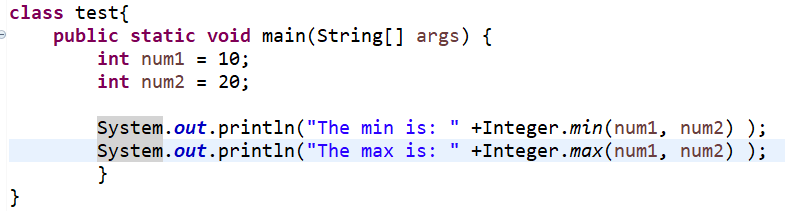 class test{
    public static void main(String[] args) {
        int num1 = 10;
        int num2 = 20;

        System.out.println("The min is: " +Integer.min(num1, num2) );
        System.out.println("The max is: " +Integer.max(num1, num2) );
        }
}